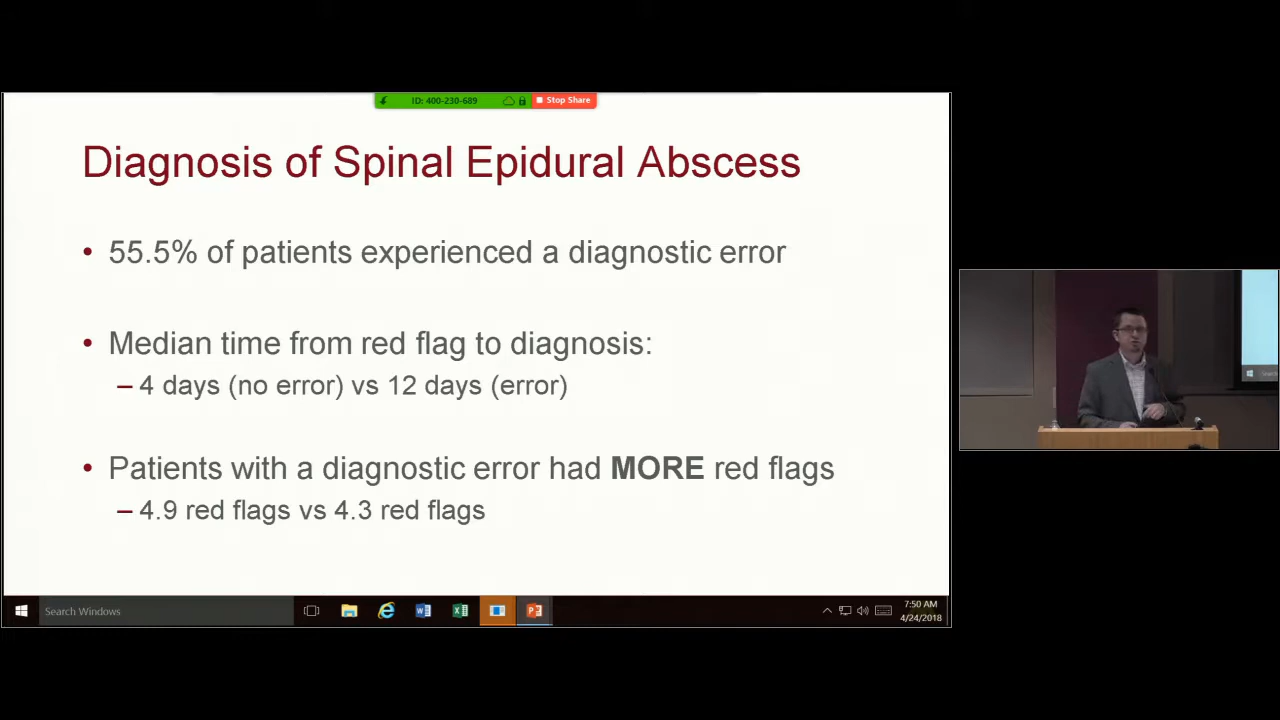 ID: 400-230-689
Stop Share
Diagnosis of Spinal Epidural Abscess
• 55.5% of patients experienced a diagnostic error
• Median time from red flag to diagnosis:
– 4 days (no error) vs 12 days (error)
• Patients with a diagnostic error had MORE red flags
– 4.9 red flags vs 4.3 red flags
Search Windows
7:50 AM
4/24/2018